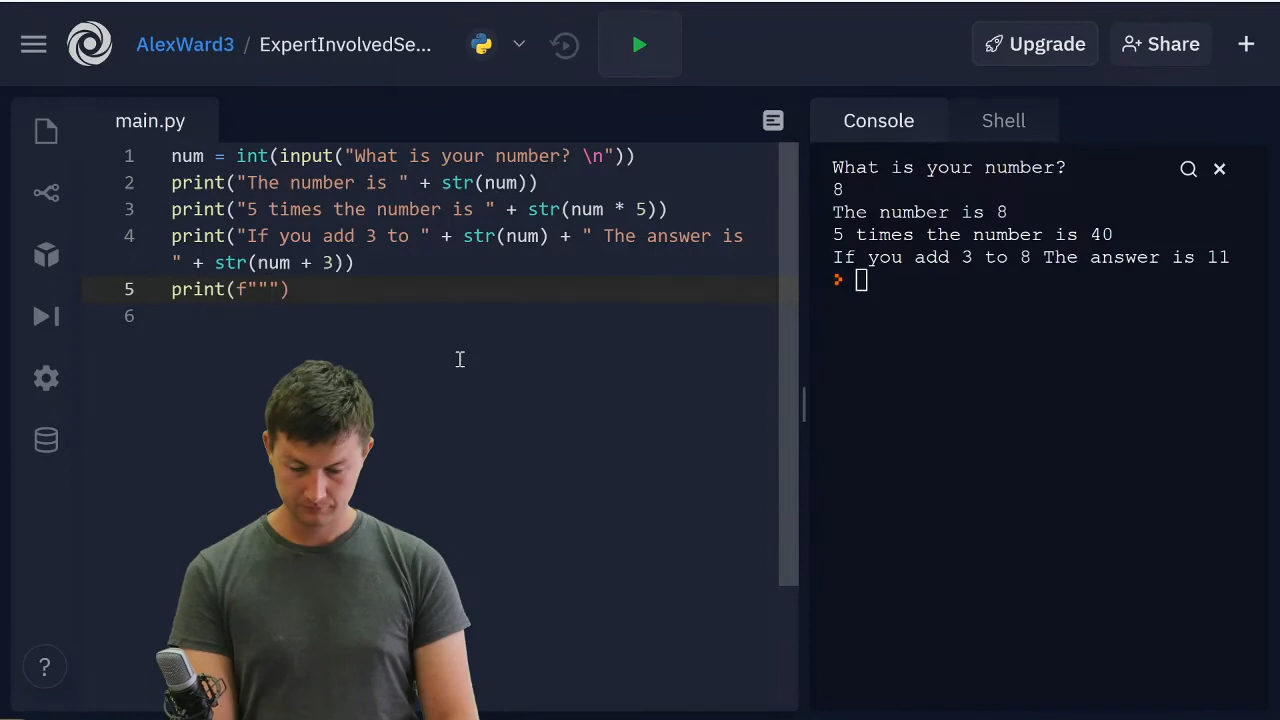 AlexWard3 / ExpertInvolvedSe...
Upgrade
Share
main.py
1 num = int(input("What is your number? \n"))
2 print("The number is " + str(num))
3 print("5 times the number is " + str(num * 5))
4 print("If you add 3 to " + str(num) + " The answer is
" + str(num + 3))
5 print(f""")
6
?
Console
Shell
What is your number?
8
The number is 8
5 times the number is 40
If you add 3 to 8 The answer is 11